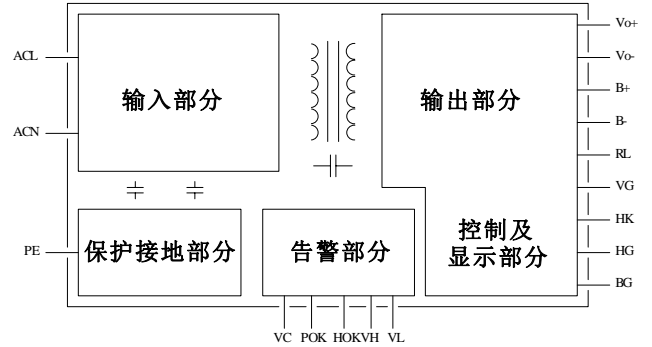 Vo+
ACL
Vo-
输入部分
输出部分
B+
ACN
B-
RL
VG
HK
保护接地部分
告警部分
控制及
显示部分
PE
HG
BG
VC POK HOK VH VL